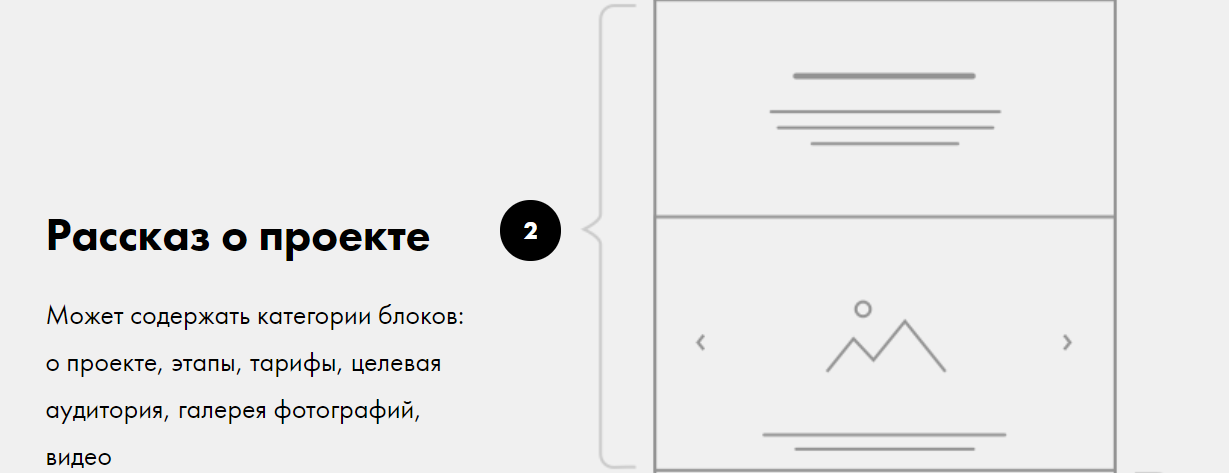 Рассказ о проекте
2
Может содержать категории блоков:
о проекте, этапы, тарифы, целевая
аудитория, галерея фотографий,
видео